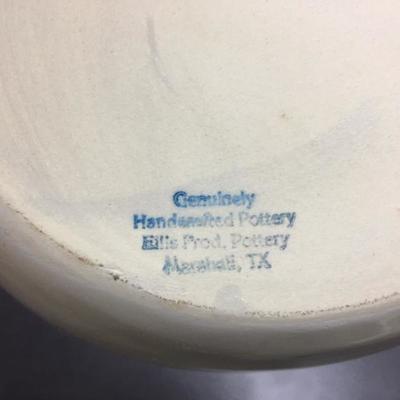 Genuinely
Handcrafted Pottery
Ellis Prod. Pottery
Marshall, TX